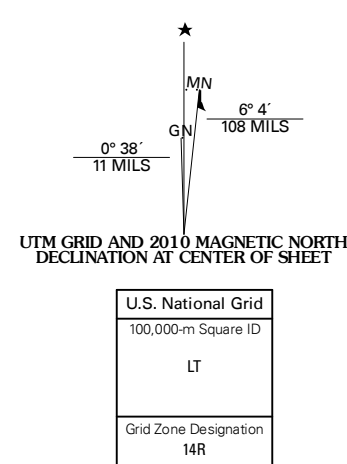 MN
GN
6° 4´
108 MILS
0° 38´
11 MILS
UTM GRID AND 2010 MAGNETIC NORTH
DECLINATION AT CENTER OF SHEET
U.S. National Grid
100,000-m Square ID
LT
Grid Zone Designation
14R